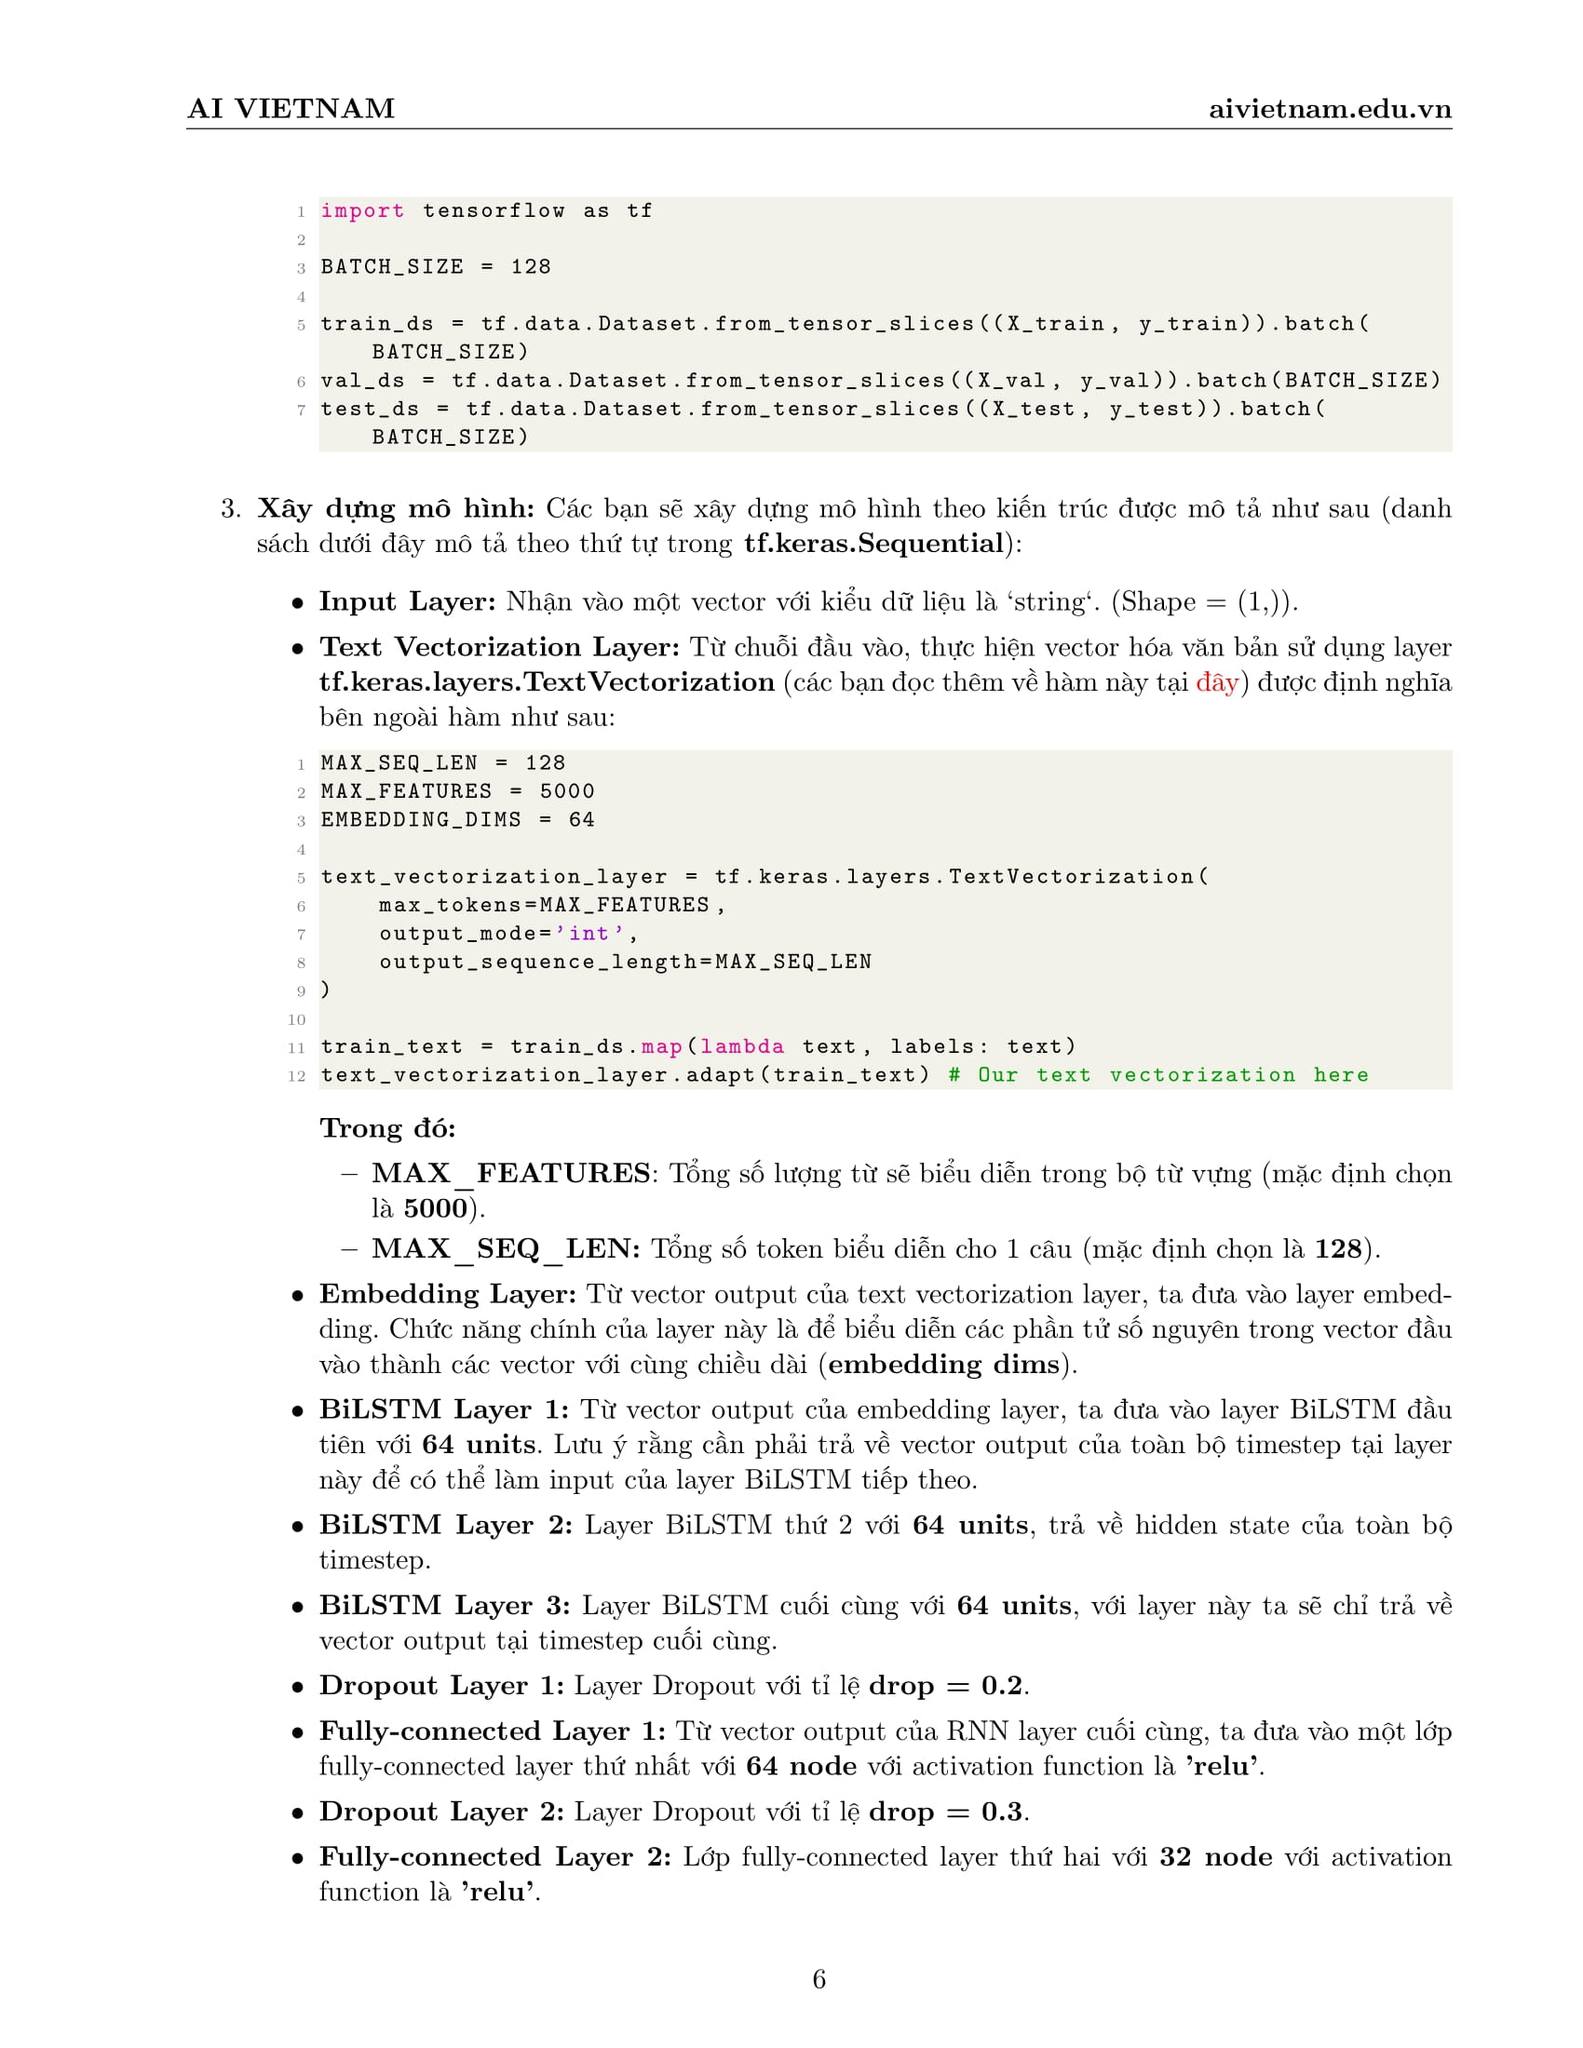 AI VIETNAM
aivietnam.edu.vn
1 import tensorflow as tf
2
3 BATCH_SIZE = 128
4
5 train_ds = tf.data.Dataset.from_tensor_slices((X_train, y_train)).batch(
BATCH_SIZE)
6 val_ds = tf.data.Dataset.from_tensor_slices((X_val, y_val)).batch(BATCH_SIZE)
7 test_ds = tf.data.Dataset.from_tensor_slices((X_test, y_test)).batch(
BATCH_SIZE)
3. Xây dựng mô hình: Các bạn sẽ xây dựng mô hình theo kiến trúc được mô tả như sau (danh
sách dưới đây mô tả theo thứ tự trong tf.keras.Sequential):
• Input Layer: Nhận vào một vector với kiểu dữ liệu là ‘string‘. (Shape = (1,)).
• Text Vectorization Layer: Từ chuỗi đầu vào, thực hiện vector hóa văn bản sử dụng layer
tf.keras.layers.TextVectorization (các bạn đọc thêm về hàm này tại đây) được định nghĩa
bên ngoài hàm như sau:
1 MAX_SEQ_LEN = 128
2 MAX_FEATURES = 5000
3 EMBEDDING_DIMS = 64
4
5 text_vectorization_layer = tf.keras.layers.TextVectorization(
6 max_tokens=MAX_FEATURES,
7 output_mode='int',
8 output_sequence_length=MAX_SEQ_LEN
9 )
10
11 train_text = train_ds.map(lambda text, labels: text)
12 text_vectorization_layer.adapt(train_text) # Our text vectorization here
Trong đó:
– MAX_FEATURES: Tổng số lượng từ sẽ biểu diễn trong bộ từ vựng (mặc định chọn
là 5000).
– MAX_SEQ_LEN: Tổng số token biểu diễn cho 1 câu (mặc định chọn là 128).
• Embedding Layer: Từ vector output của text vectorization layer, ta đưa vào layer embed-
ding. Chức năng chính của layer này là để biểu diễn các phần tử số nguyên trong vector đầu
vào thành các vector với cùng chiều dài (embedding dims).
• BiLSTM Layer 1: Từ vector output của embedding layer, ta đưa vào layer BiLSTM đầu
tiên với 64 units. Lưu ý rằng cần phải trả về vector output của toàn bộ timestep tại layer
này để có thể làm input của layer BiLSTM tiếp theo.
• BiLSTM Layer 2: Layer BiLSTM thứ 2 với 64 units, trả về hidden state của toàn bộ
timestep.
• BiLSTM Layer 3: Layer BiLSTM cuối cùng với 64 units, với layer này ta sẽ chỉ trả về
vector output tại timestep cuối cùng.
• Dropout Layer 1: Layer Dropout với tỉ lệ drop = 0.2.
• Fully-connected Layer 1: Từ vector output của RNN layer cuối cùng, ta đưa vào một lớp
fully-connected layer thứ nhất với 64 node với activation function là ’relu’.
• Dropout Layer 2: Layer Dropout với tỉ lệ drop = 0.3.
• Fully-connected Layer 2: Lớp fully-connected layer thứ hai với 32 node với activation
function là ’relu’.
6